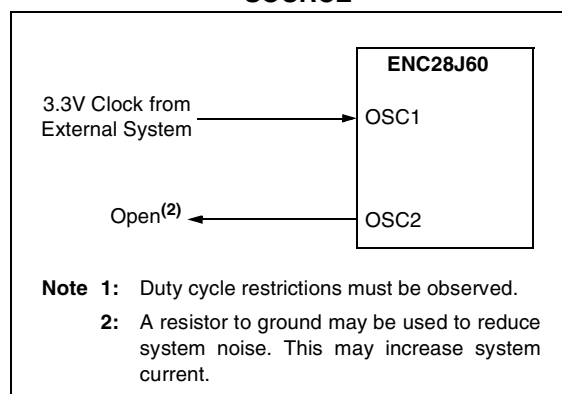 ENC28J60
3.3V Clock from
External System
OSC1
Open(2)
OSC2
Note 1: Duty cycle restrictions must be observed.
2: A resistor to ground may be used to reduce
system noise. This may increase system
current.